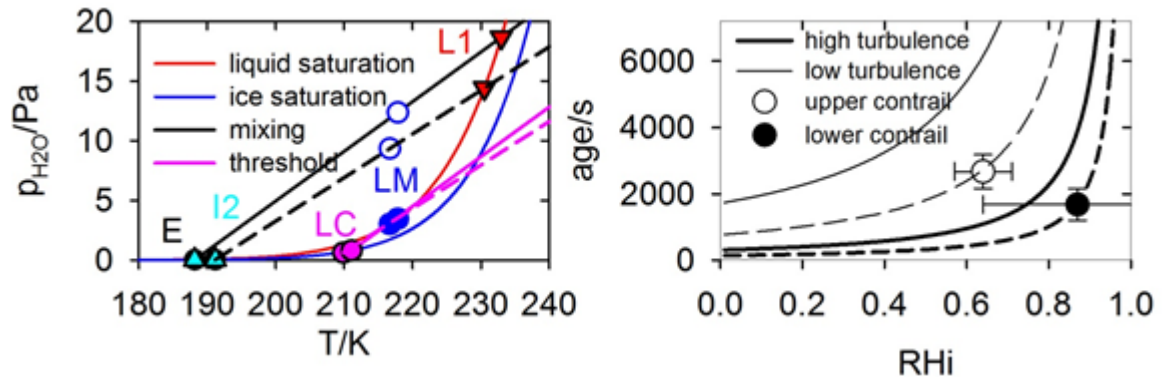 20
15
10
5
0
pH2O/Pa
liquid saturation
ice saturation
mixing
threshold
L1
LM
LC
I2
E
180 190 200 210 220 230 240
T/K
6000
4000
2000
0
age/s
high turbulence
low turbulence
upper contrail
lower contrail
0.0 0.2 0.4 0.6 0.8 1.0
RHi